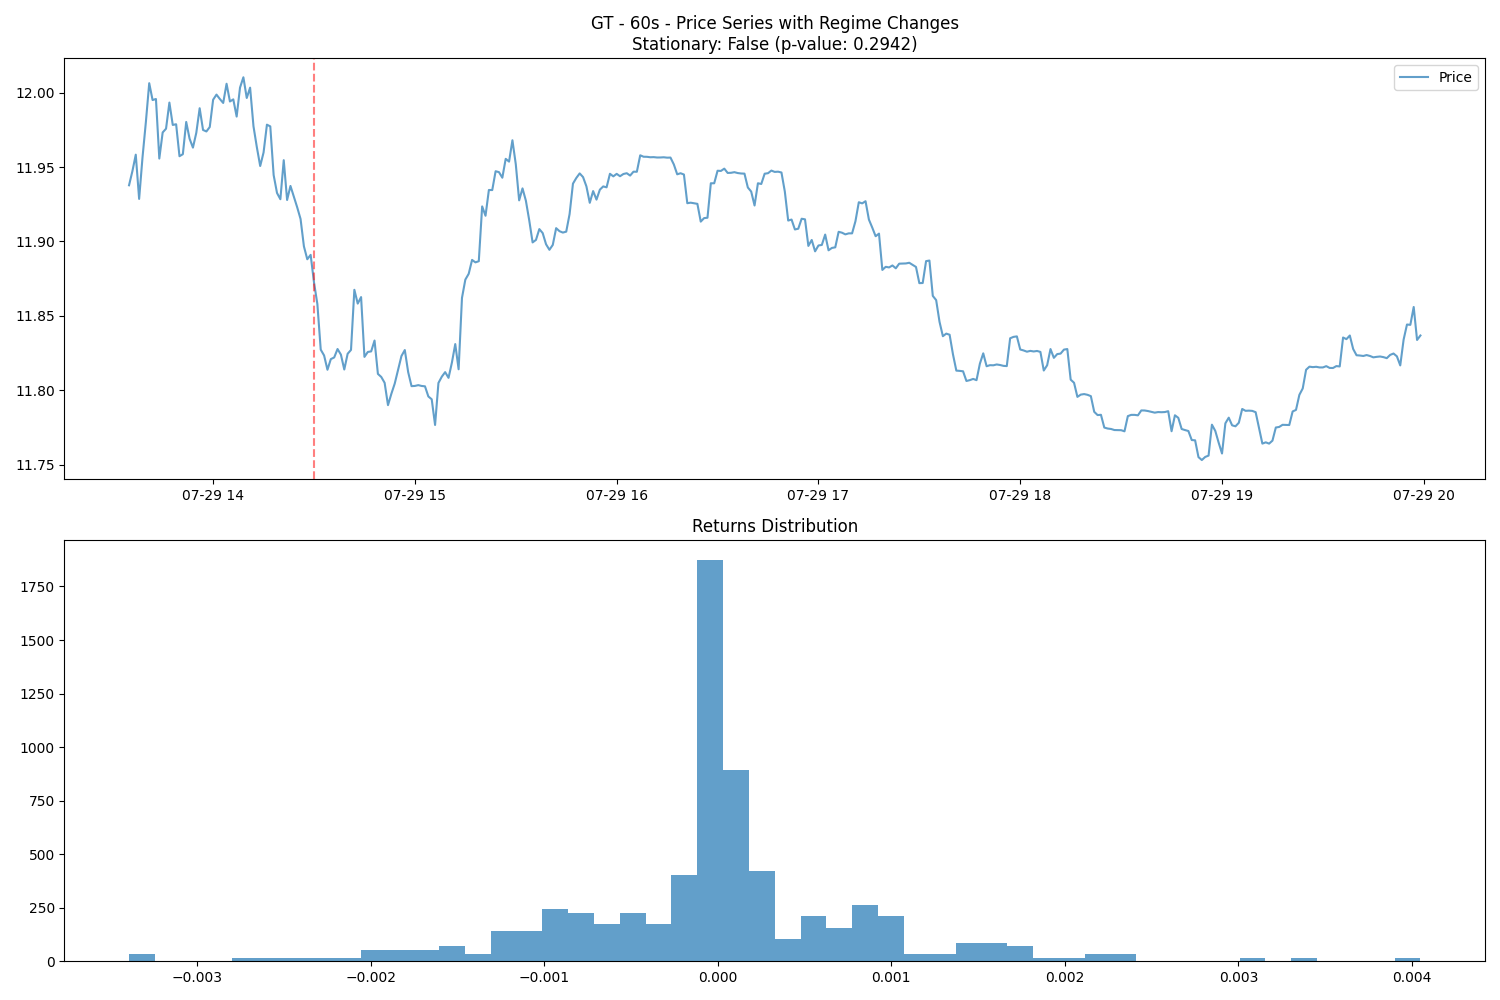 GT - 60s - Price Series with Regime Changes
Stationary: False (p-value: 0.2942)
Price
12.00
11.95
11.90
11.85
11.80
11.75
07-29 14 07-29 15 07-29 16 07-29 17 07-29 18 07-29 19 07-29 20
Returns Distribution
1750
1500
1250
1000
750
500
250
0
−0.003 −0.002 −0.001 0.000 0.001 0.002 0.003 0.004